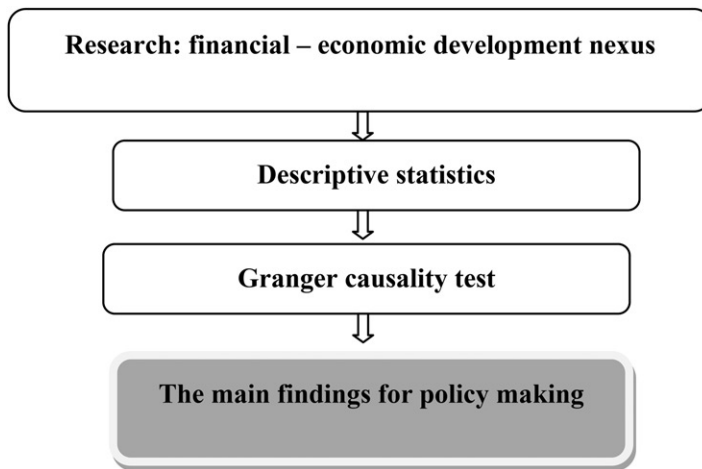 Research: financial – economic development nexus
Descriptive statistics
Granger causality test
The main findings for policy making